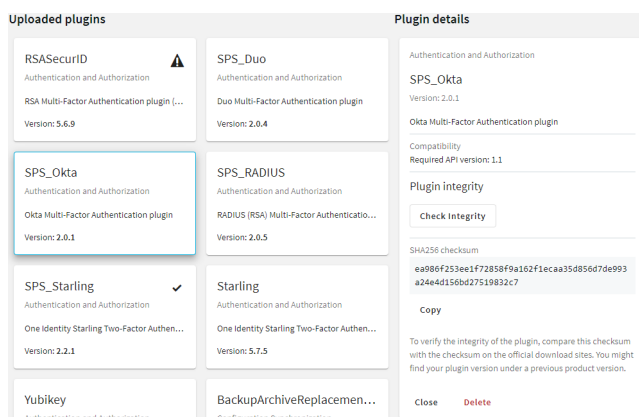 Uploaded plugins
RSASecurID
Authentication and Authorization
RSA Multi-Factor Authentication plugin (...
Version: 5.6.9
SPS_Duo
Authentication and Authorization
Duo Multi-Factor Authentication plugin
Version: 2.0.4
SPS_Okta
Authentication and Authorization
Okta Multi-Factor Authentication plugin
Version: 2.0.1
SPS_RADIUS
Authentication and Authorization
RADIUS (RSA) Multi-Factor Authenticatio...
Version: 2.0.5
SPS_Starling
Authentication and Authorization
One Identity Starling Two-Factor Authen...
Version: 2.2.1
Starling
Authentication and Authorization
One Identity Starling Two-Factor Authen...
Version: 5.7.5
Yubikey
BackupArchiveReplacemen...
Plugin details
Authentication and Authorization
SPS_Okta
Version: 2.0.1
Okta Multi-Factor Authentication plugin
Compatibility
Required API version: 1.1
Plugin integrity
Check Integrity
SHA256 checksum
ea986f253ee1f72858f9a162f1ecaa35d856d7de993
a24e4d156bd27519832c7
Copy
To verify the integrity of the plugin, compare this checksum
with the checksum on the official download sites. You might
find your plugin version under a previous product version.
Close
Delete